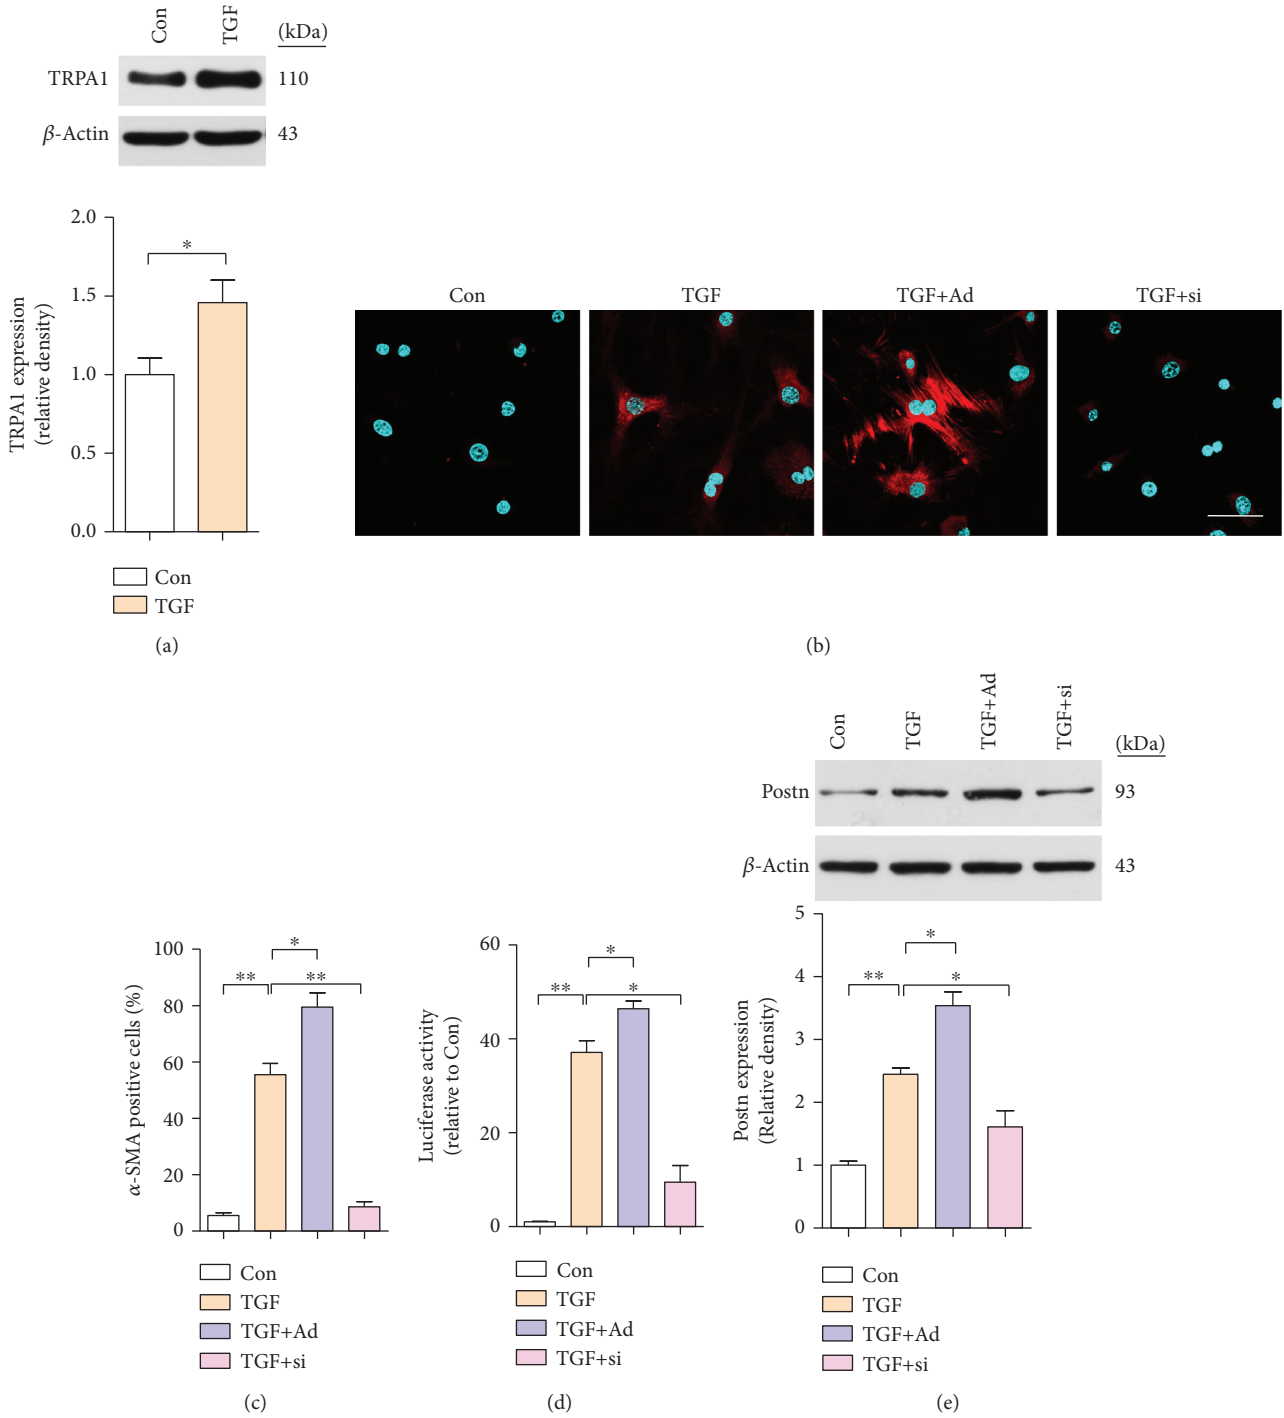 Con
TGF
(kDa)
TRPA1
110
β-Actin
43
2.0
1.5
1.0
0.5
0.0
TRPA1 expression
(relative density)
*
Con
TGF
(a)
Con
TGF
TGF+Ad
TGF+si
(b)
100
80
60
40
20
0
α-SMA positive cells (%)
*
**
**
Con
TGF
TGF+Ad
TGF+si
(c)
60
40
20
0
Luciferase activity
(relative to Con)
*
**
*
Con
TGF
TGF+Ad
TGF+si
(d)
Con
TGF
TGF+Ad
TGF+si
(kDa)
Postn
93
β-Actin
43
5
4
3
2
1
0
Postn expression
(Relative density)
*
**
*
Con
TGF
TGF+Ad
TGF+si
(e)